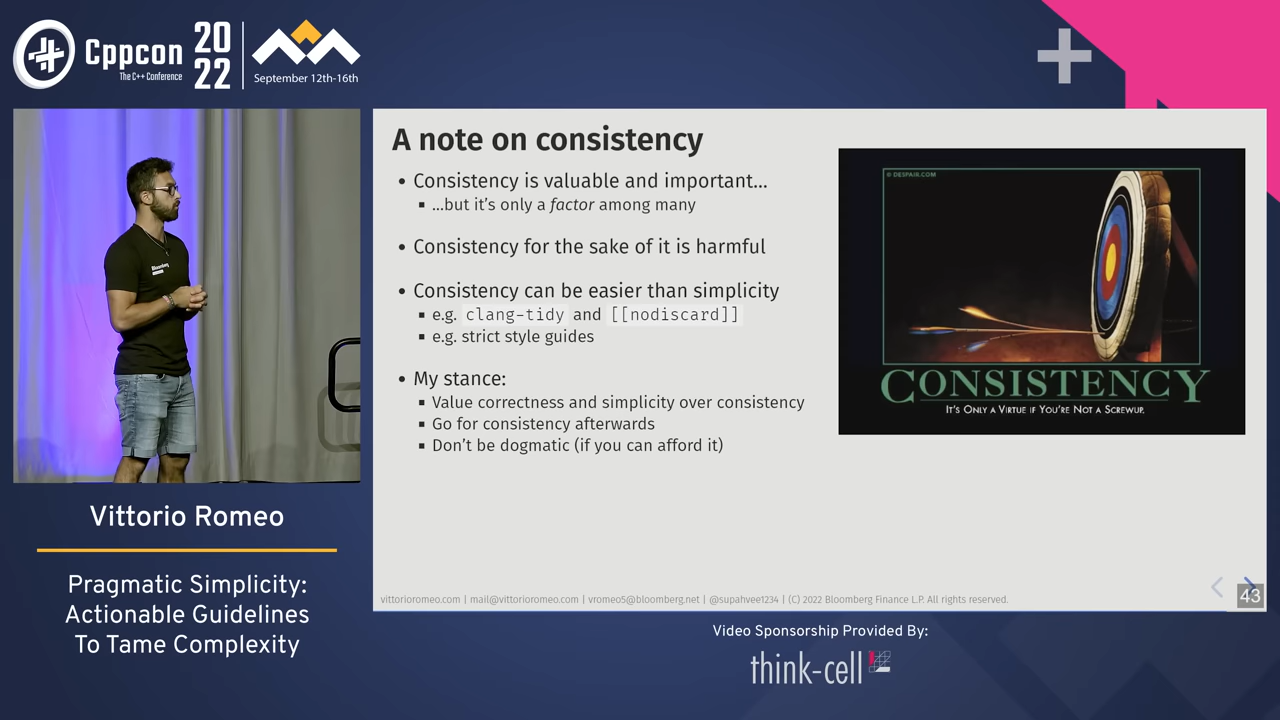 Cppcon
The C++ Conference
20
22
September 12th-16th
A note on consistency
• Consistency is valuable and important...
▪ ...but it's only a factor among many
• Consistency for the sake of it is harmful
• Consistency can be easier than simplicity
▪ e.g. clang-tidy and [[nodiscard]]
▪ e.g. strict style guides
• My stance:
▪ Value correctness and simplicity over consistency
▪ Go for consistency afterwards
▪ Don't be dogmatic (if you can afford it)
© DESPAIR.COM
CONSISTENCY
IT'S ONLY A VIRTUE IF YOU'RE NOT A SCREWUP.
Bloomberg
vittorioromeo.com | mail@vittorioromeo.com | vromeo5@bloomberg.net | @supahvee1234 | (C) 2022 Bloomberg Finance L.P. All rights reserved.
43
Vittorio Romeo
Pragmatic Simplicity:
Actionable Guidelines
To Tame Complexity
Video Sponsorship Provided By:
think-cell